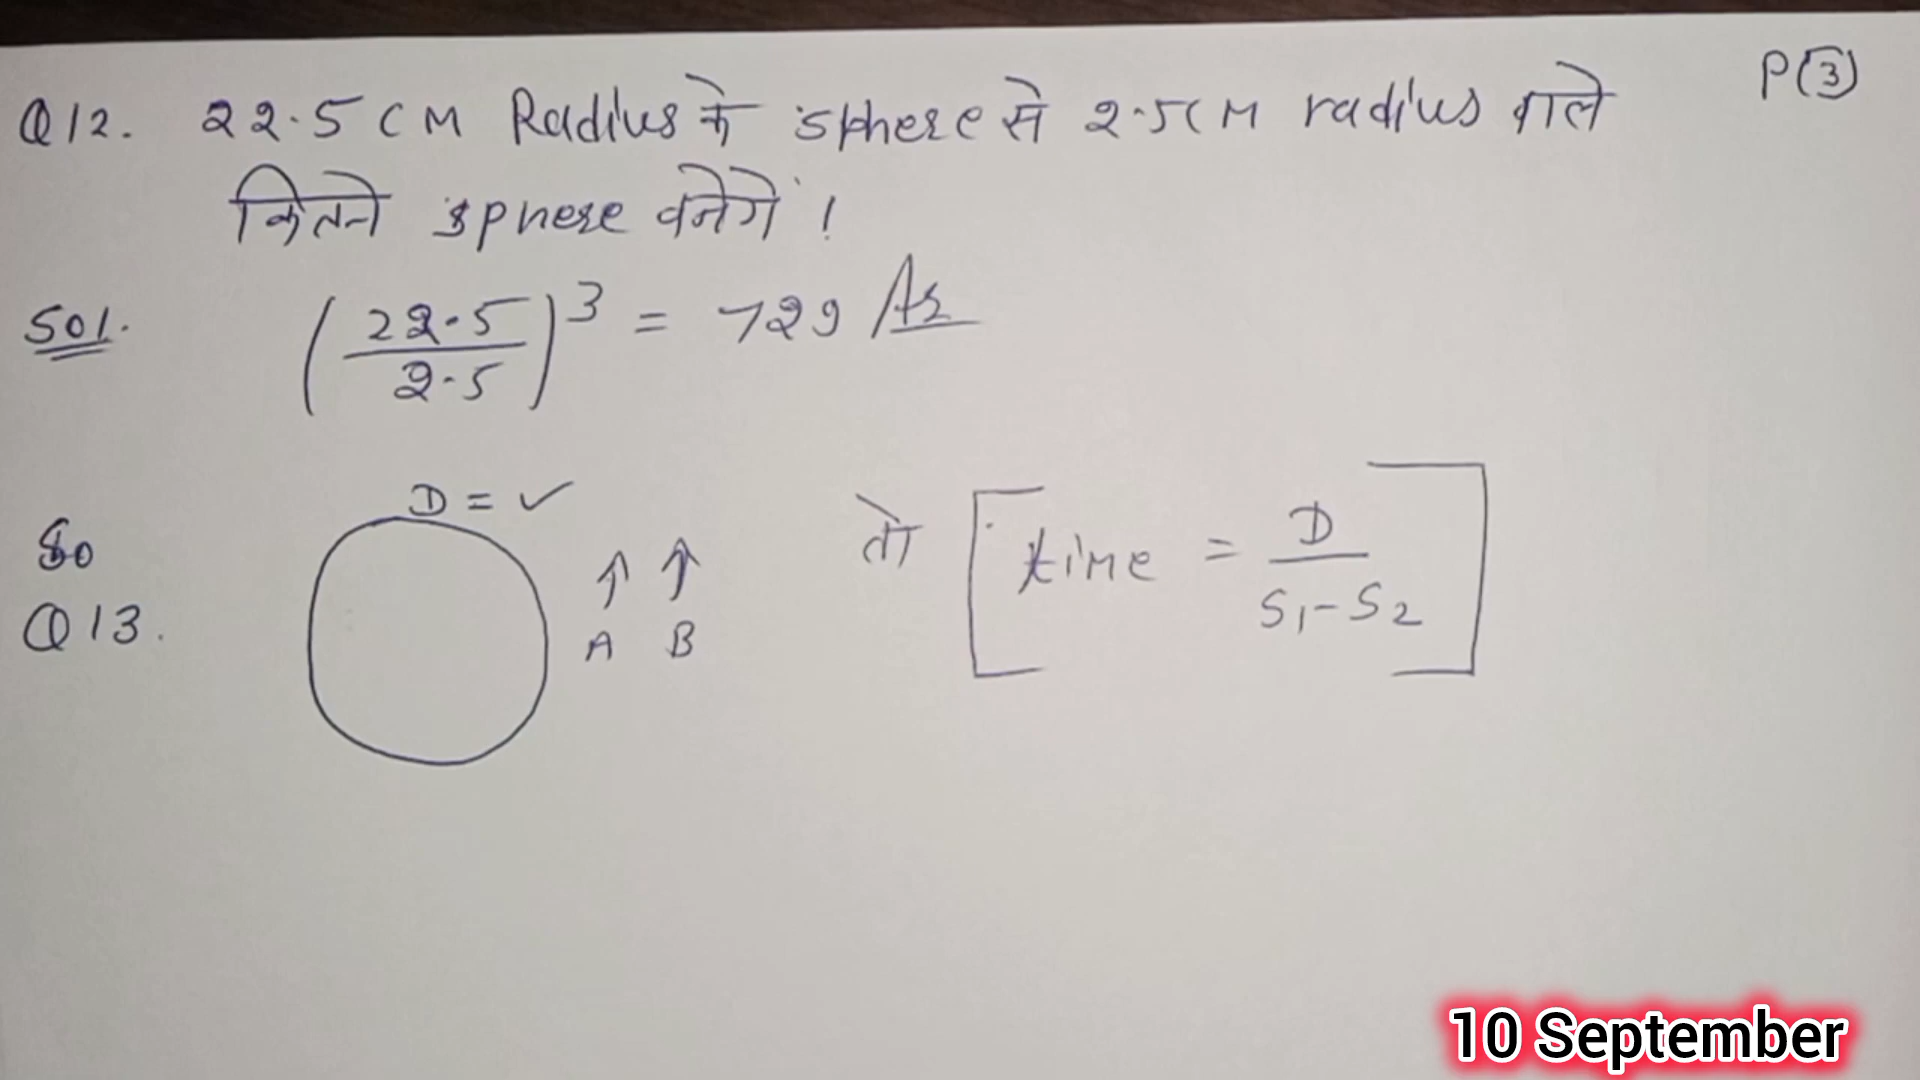 P(3)
Q12. 22.5 CM Radius के sphere से 2.5CM radius वाले
कितने sphere बनेंगे !
Sol. (22.5/2.5)^3 = 729 As
D = ✓
So
Q13.
A B
तो [time = D/(S1-S2)]
10 September